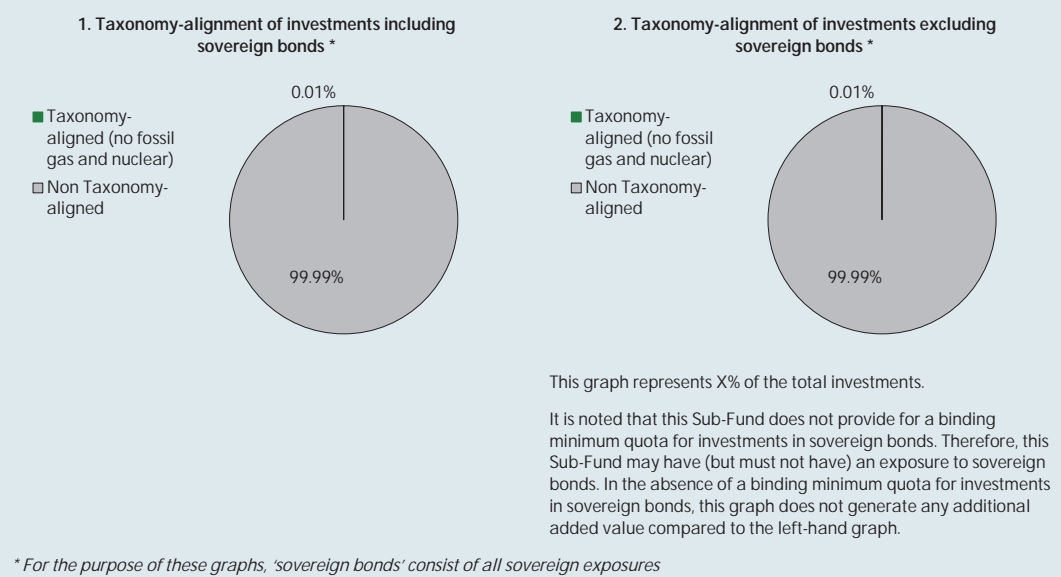 1. Taxonomy-alignment of investments including
sovereign bonds *
0.01%
Taxonomy-
aligned (no fossil
gas and nuclear)
Non Taxonomy-
aligned
99.99%
2. Taxonomy-alignment of investments excluding
sovereign bonds *
0.01%
Taxonomy-
aligned (no fossil
gas and nuclear)
Non Taxonomy-
aligned
99.99%
This graph represents X% of the total investments.
It is noted that this Sub-Fund does not provide for a binding
minimum quota for investments in sovereign bonds. Therefore, this
Sub-Fund may have (but must not have) an exposure to sovereign
bonds. In the absence of a binding minimum quota for investments
in sovereign bonds, this graph does not generate any additional
added value compared to the left-hand graph.
* For the purpose of these graphs, ‘sovereign bonds’ consist of all sovereign exposures